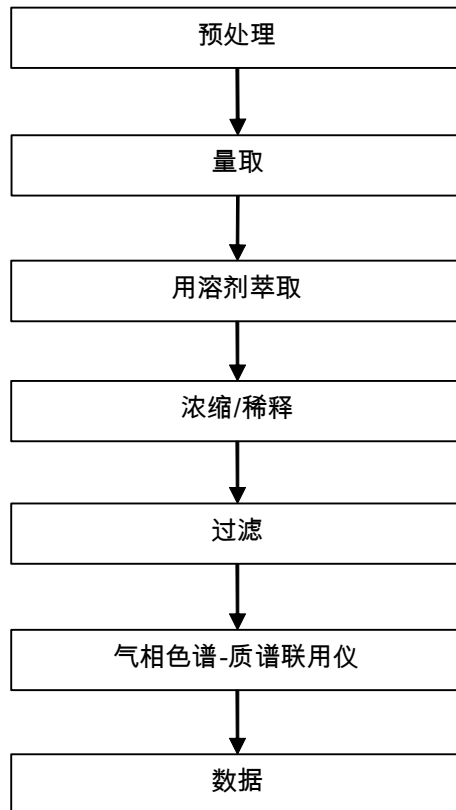 预处理
量取
用溶剂萃取
浓缩/稀释
过滤
气相色谱-质谱联用仪
数据